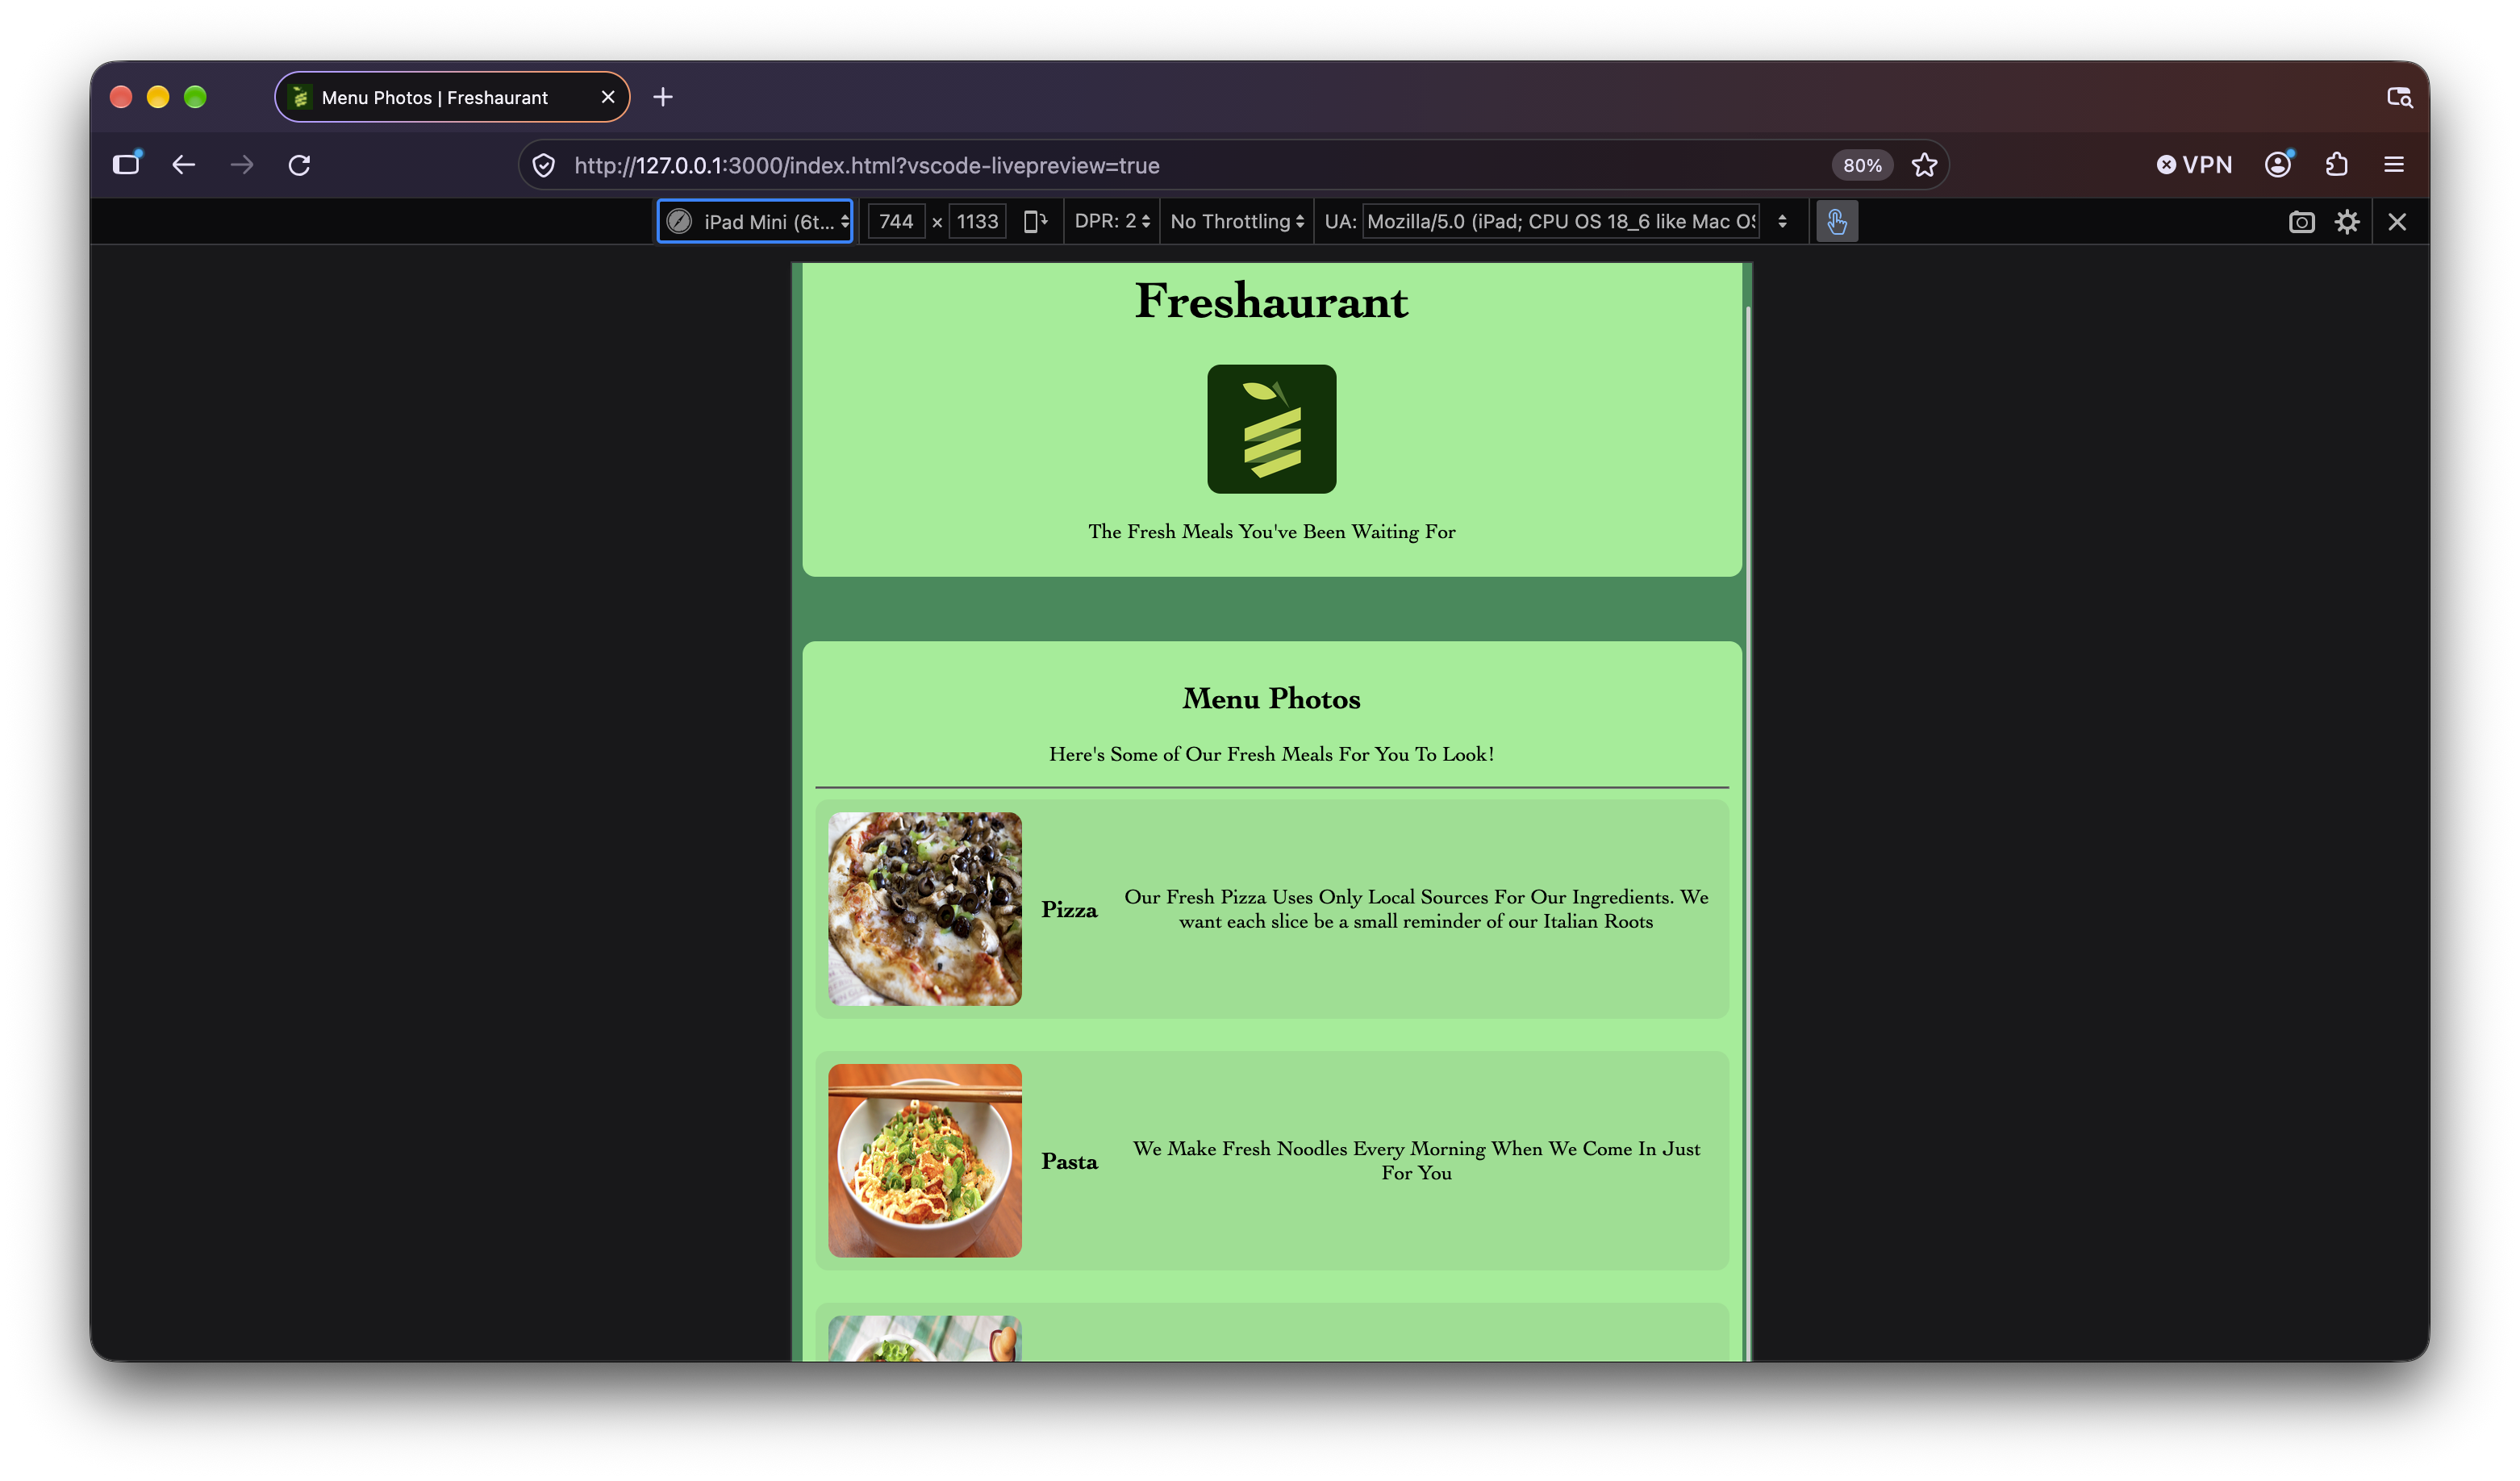 Menu Photos | Freshaurant
http://127.0.0.1:3000/index.html?vscode-livepreview=true
80%
VPN
iPad Mini (6t...
744 × 1133
DPR: 2
No Throttling
UA: Mozilla/5.0 (iPad; CPU OS 18_6 like Mac OS
Freshaurant
The Fresh Meals You've Been Waiting For
Menu Photos
Here's Some of Our Fresh Meals For You To Look!
Pizza
Our Fresh Pizza Uses Only Local Sources For Our Ingredients. We
want each slice be a small reminder of our Italian Roots
Pasta
We Make Fresh Noodles Every Morning When We Come In Just
For You